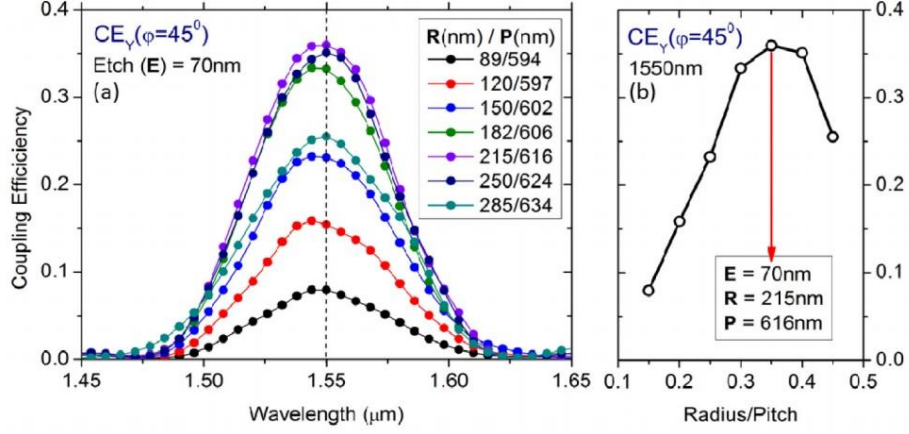 CE_Y(φ=45⁰)
Etch (E) = 70nm
(a)
R(nm) / P(nm)
89/594
120/597
150/602
182/606
215/616
250/624
285/634
Coupling Efficiciency
0.4
0.3
0.2
0.1
0.0
1.45
1.50
1.55
1.60
1.65
Wavelength (μm)
CE_Y(φ=45⁰)
1550nm
(b)
E = 70nm
R = 215nm
P = 616nm
0.4
0.3
0.2
0.1
0.0
0.1
0.2
0.3
0.4
0.5
Radius/Pitch